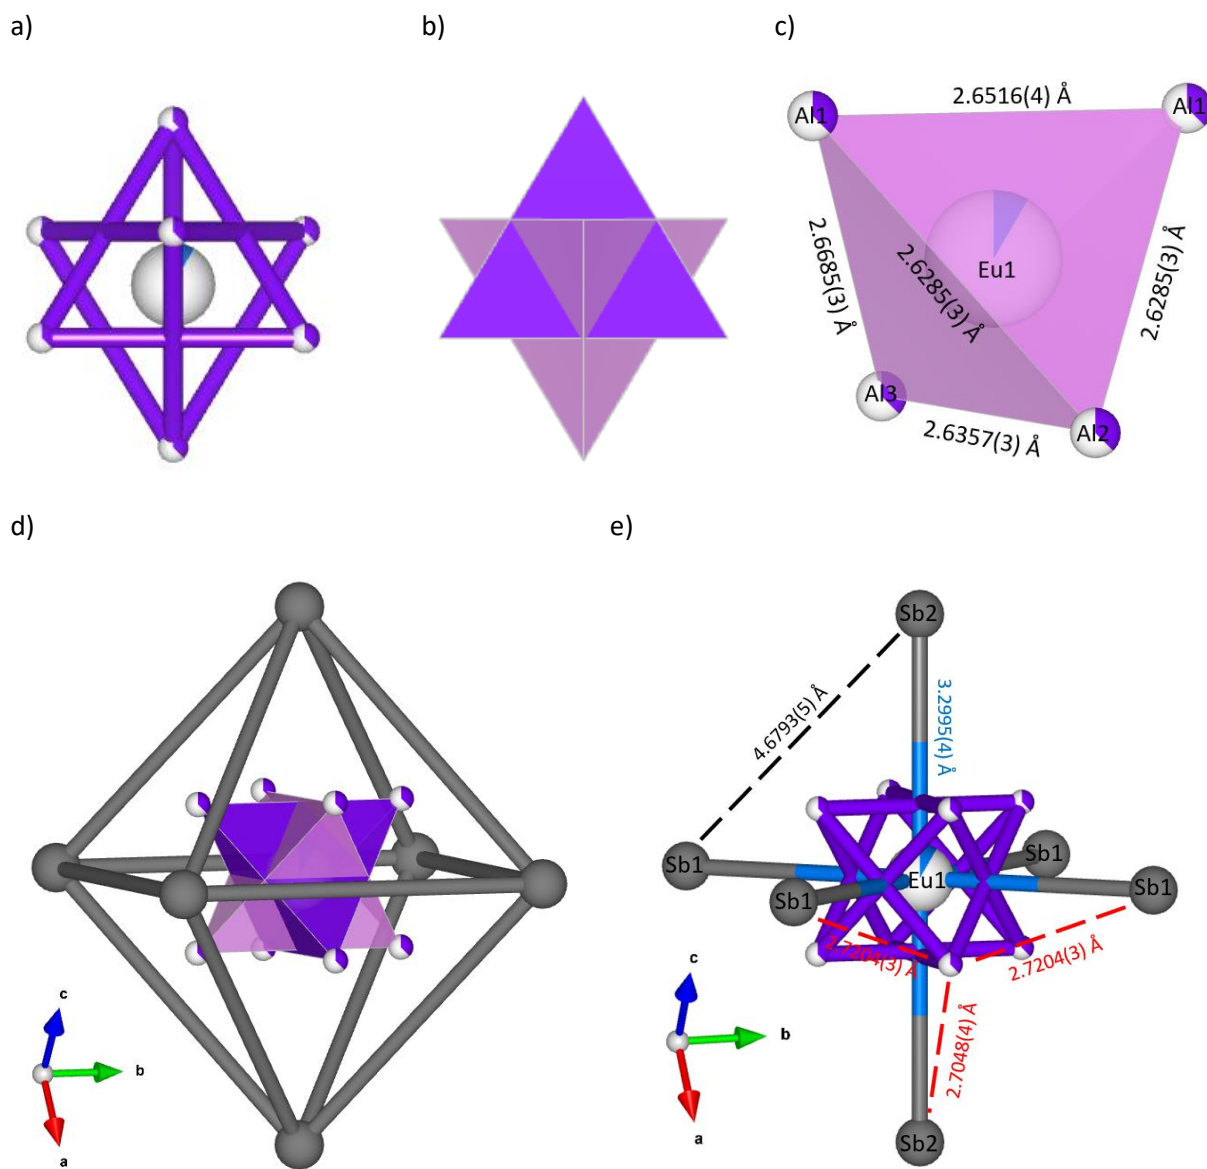 a)
b)
c)
2.6516(4) Å
Al1
Al1
2.6685(3) Å
2.6285(3) Å
2.6285(3) Å
Eu1
Al3
Al2
2.6357(3) Å
d)
e)
Sb2
4.6793(5) Å
3.2995(4) Å
Sb1
Sb1
Eu1
Sb1
Sb1
2.7204(3) Å
2.7204(3) Å
2.7048(4) Å
Sb2
c
b
a
c
b
a